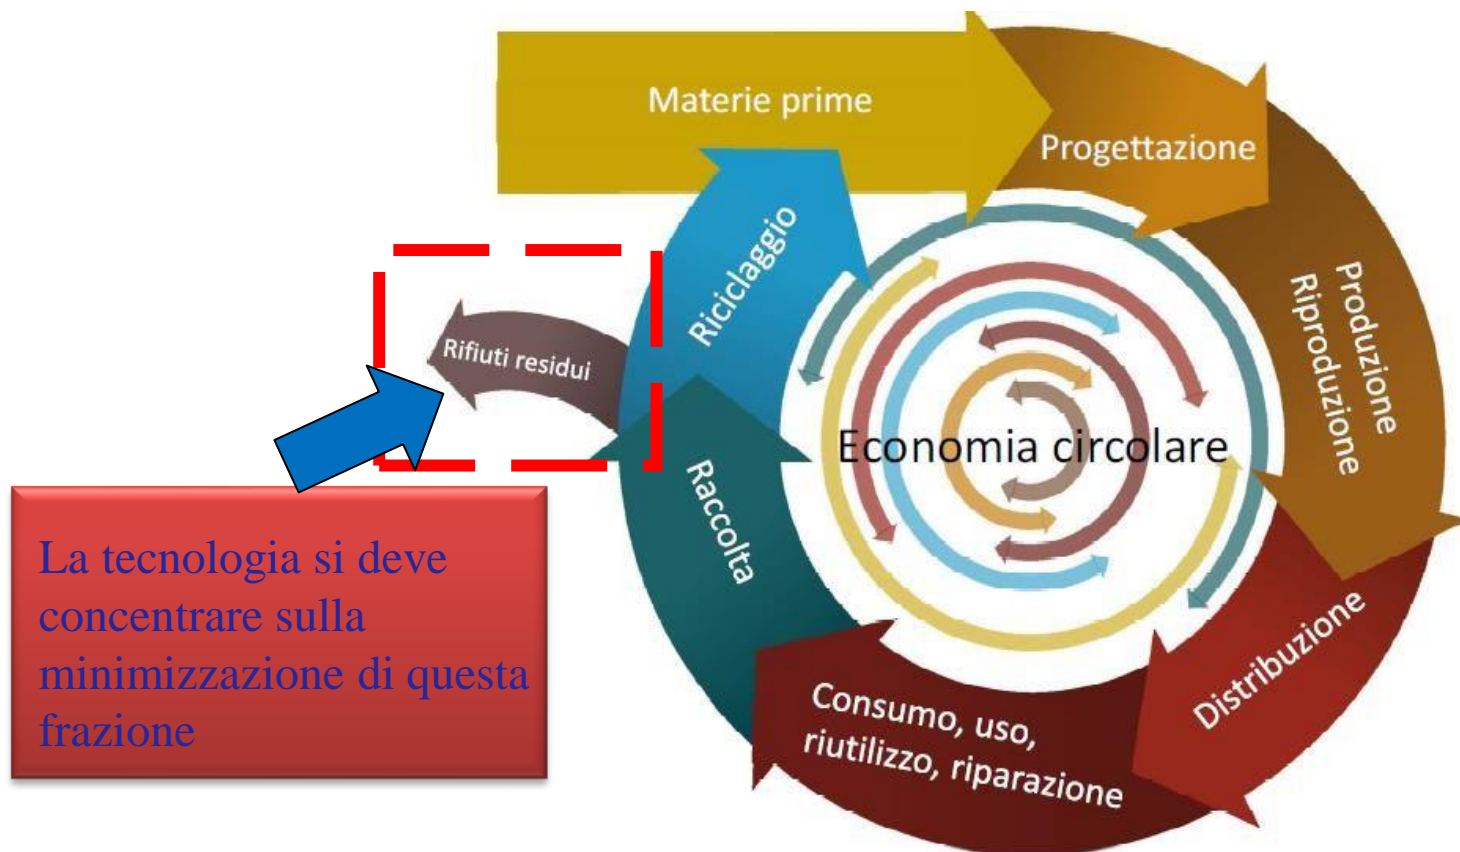 Materie prime
Progettazione
Produzione
Riproduzione
Distribuzione
Consumo, uso,
riutilizzo, riparazione
Raccolta
Riciclaggio
Rifiuti residui
Economia circolare
La tecnologia si deve
concentrare sulla
minimizzazione di questa
frazione